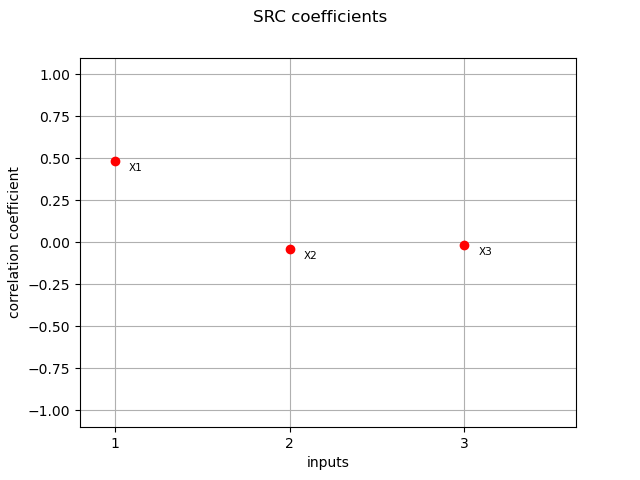 SRC coefficients
1.00
0.75
0.50
0.25
0.00
−0.25
−0.50
−0.75
−1.00
correlation coefficient
X1
X2
X3
1 2 3
inputs